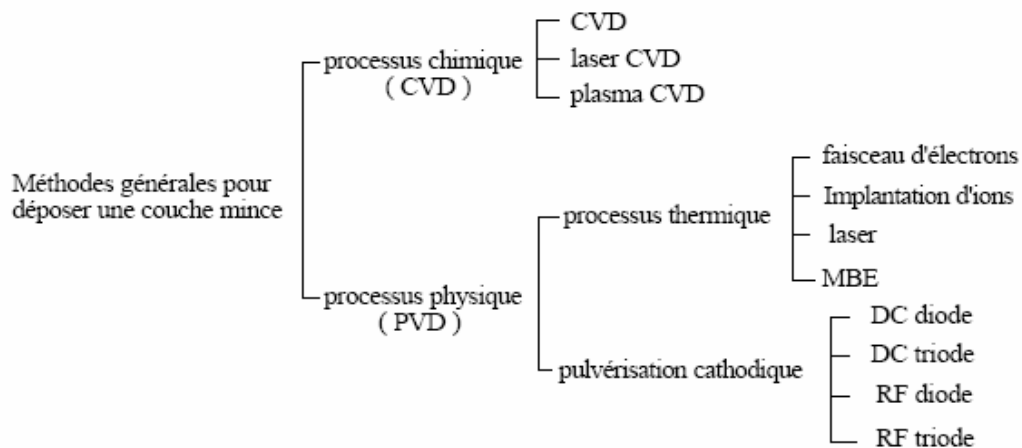 Méthodes générales pour
déposer une couche mince
processus chimique
( CVD )
CVD
laser CVD
plasma CVD
processus physique
( PVD )
processus thermique
faisceau d'électrons
Implantation d'ions
laser
MBE
pulvérisation cathodique
DC diode
DC triode
RF diode
RF triode